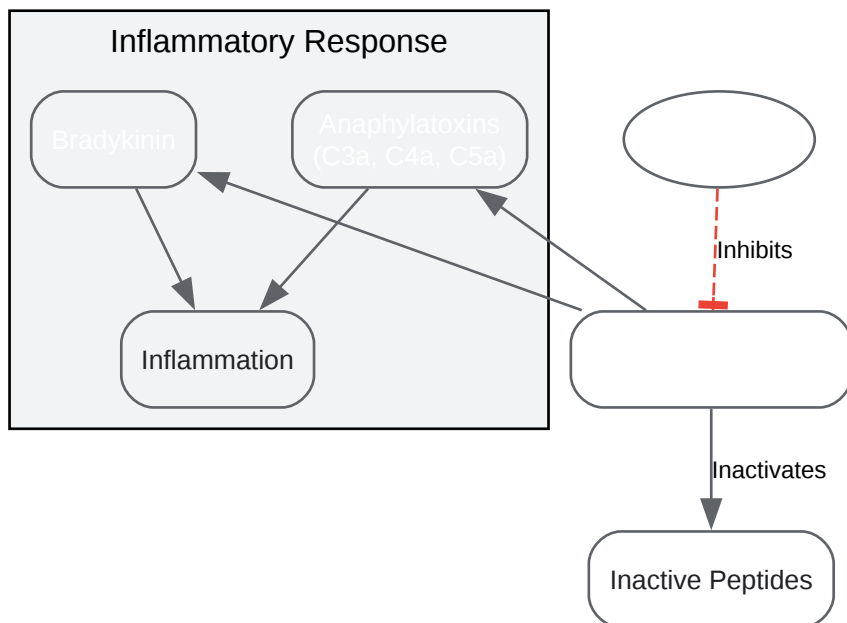 Inflammatory Response
Bradykinin
Anaphylatoxins
(C3a, C4a, C5a)
Inhibits
Inflammation
Inactivates
Inactive Peptides